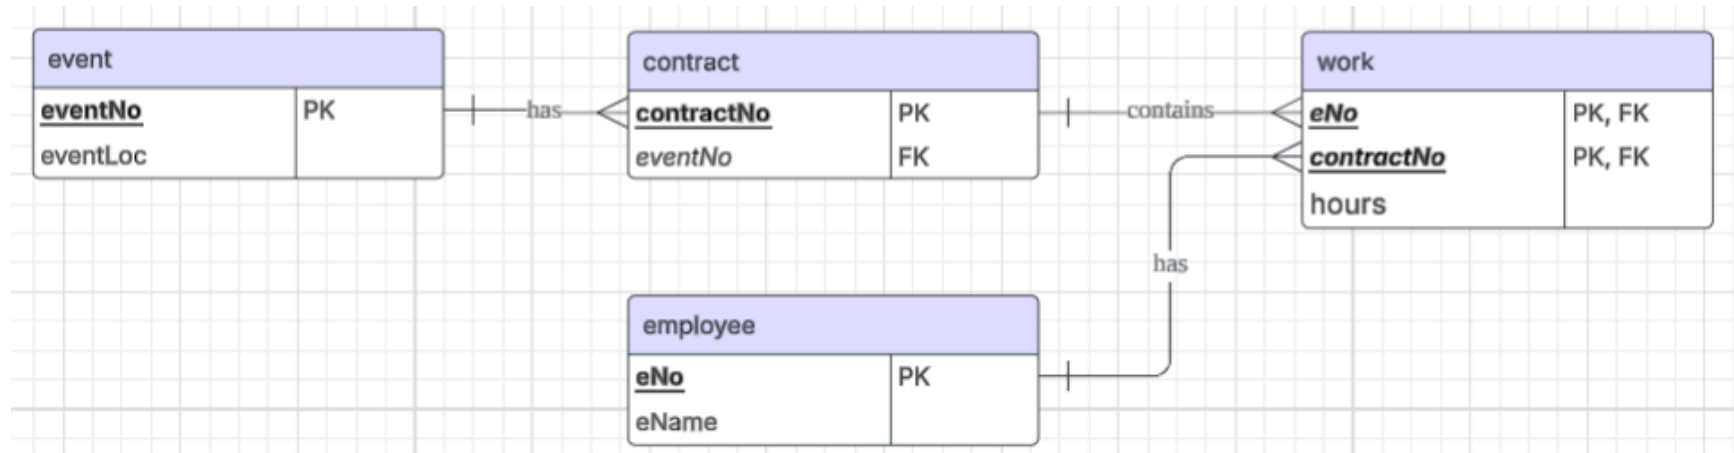 event
eventNo PK
eventLoc
has
contract
contractNo PK
eventNo FK
contains
work
eNo PK, FK
contractNo PK, FK
hours
has
employee
eNo PK
eName